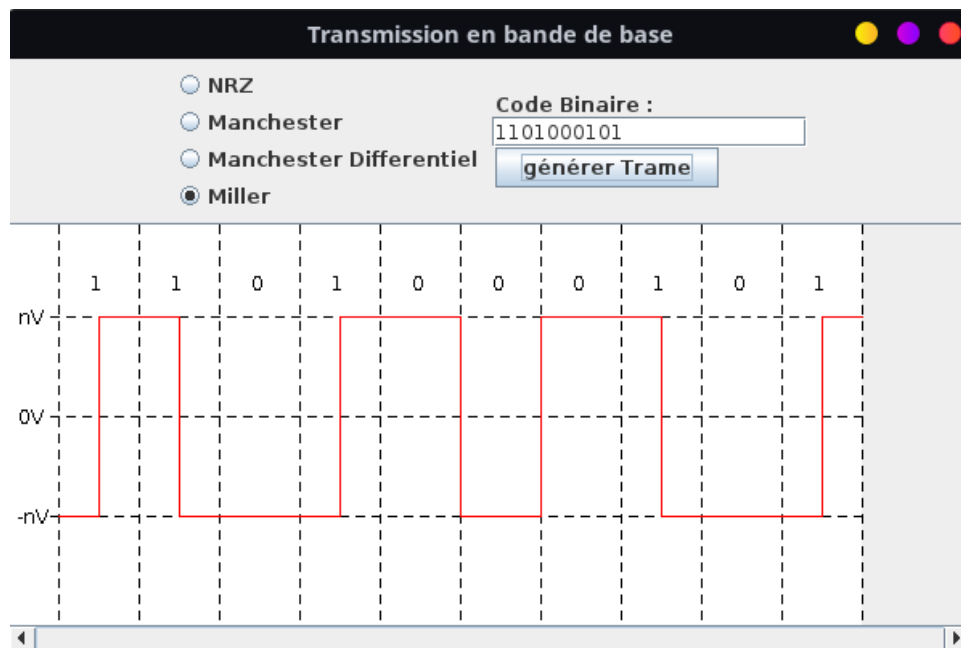 Transmission en bande de base
NRZ
Manchester
Manchester Differentiel
Miller
Code Binaire :
1101000101
générer Trame
1 1 0 1 0 0 0 1 0 1
nV
0V
-nV